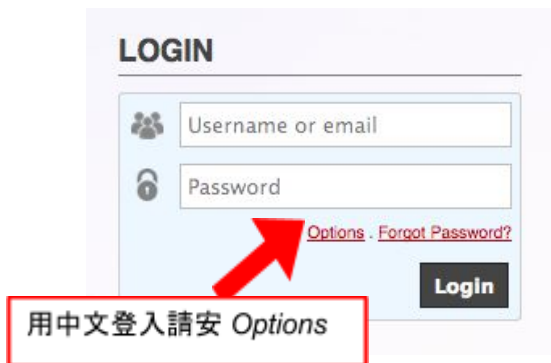 LOGIN
Username or email
Password
Options . Forgot Password?
Login
用中文登入請安 Options